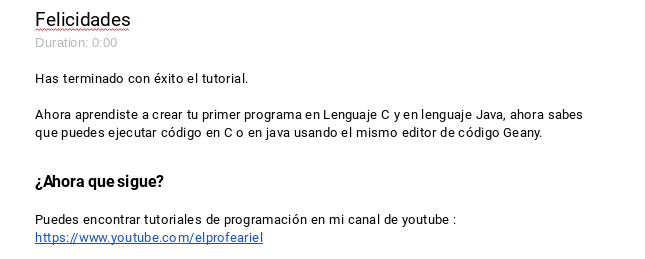 Felicidades
Duration: 0:00
Has terminado con éxito el tutorial.
Ahora aprendiste a crear tu primer programa en Lenguaje C y en lenguaje Java, ahora sabes
que puedes ejecutar código en C o en java usando el mismo editor de código Geany.
¿Ahora que sigue?
Puedes encontrar tutoriales de programación en mi canal de youtube :
https://www.youtube.com/elprofeariel